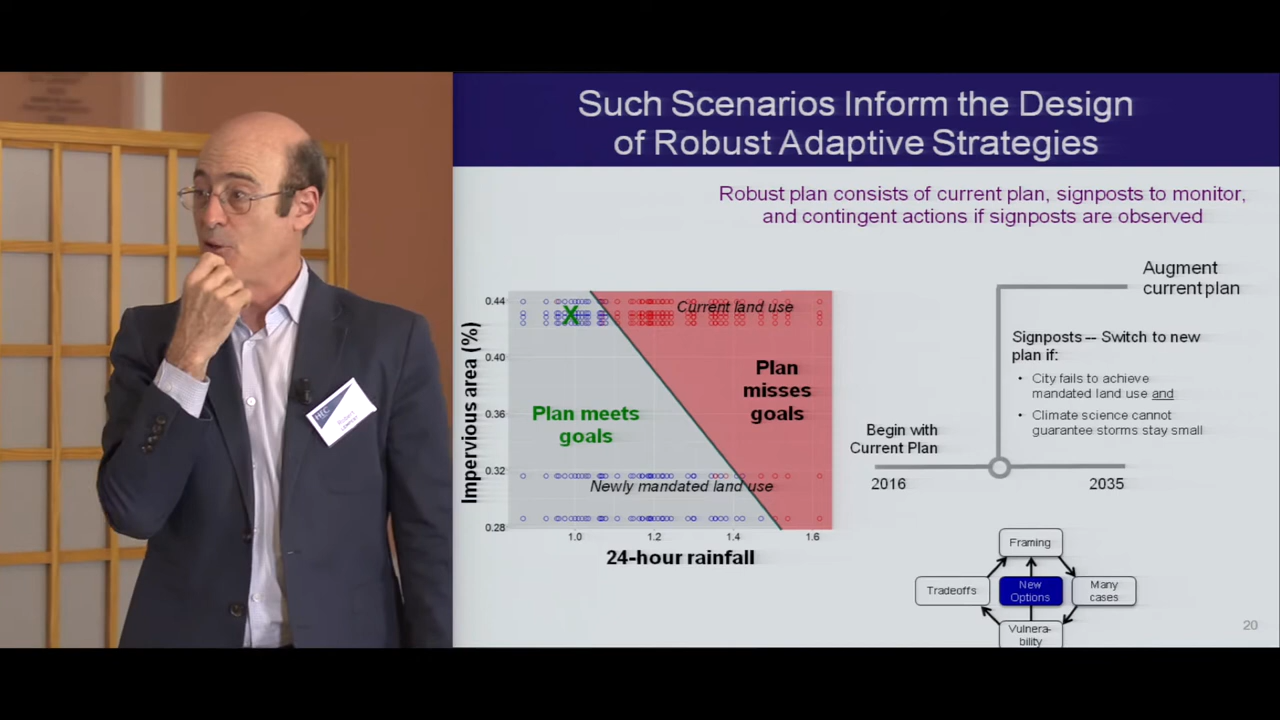 Such Scenarios Inform the Design
of Robust Adaptive Strategies
Robust plan consists of current plan, signposts to monitor,
and contingent actions if signposts are observed
Impervious area (%)
0.44
0.40
0.36
0.32
0.28
X
Current land use
Plan
misses
goals
Plan meets
goals
Newly mandated land use
1.0
1.2
1.4
1.6
24-hour rainfall
Augment
current plan
Signposts -- Switch to new
plan if:
• City fails to achieve
mandated land use and
• Climate science cannot
guarantee storms stay small
Begin with
Current Plan
2016
2035
Framing
Tradeoffs
New
Options
Many
cases
Vulnera-
bility
20
HEC
Robert